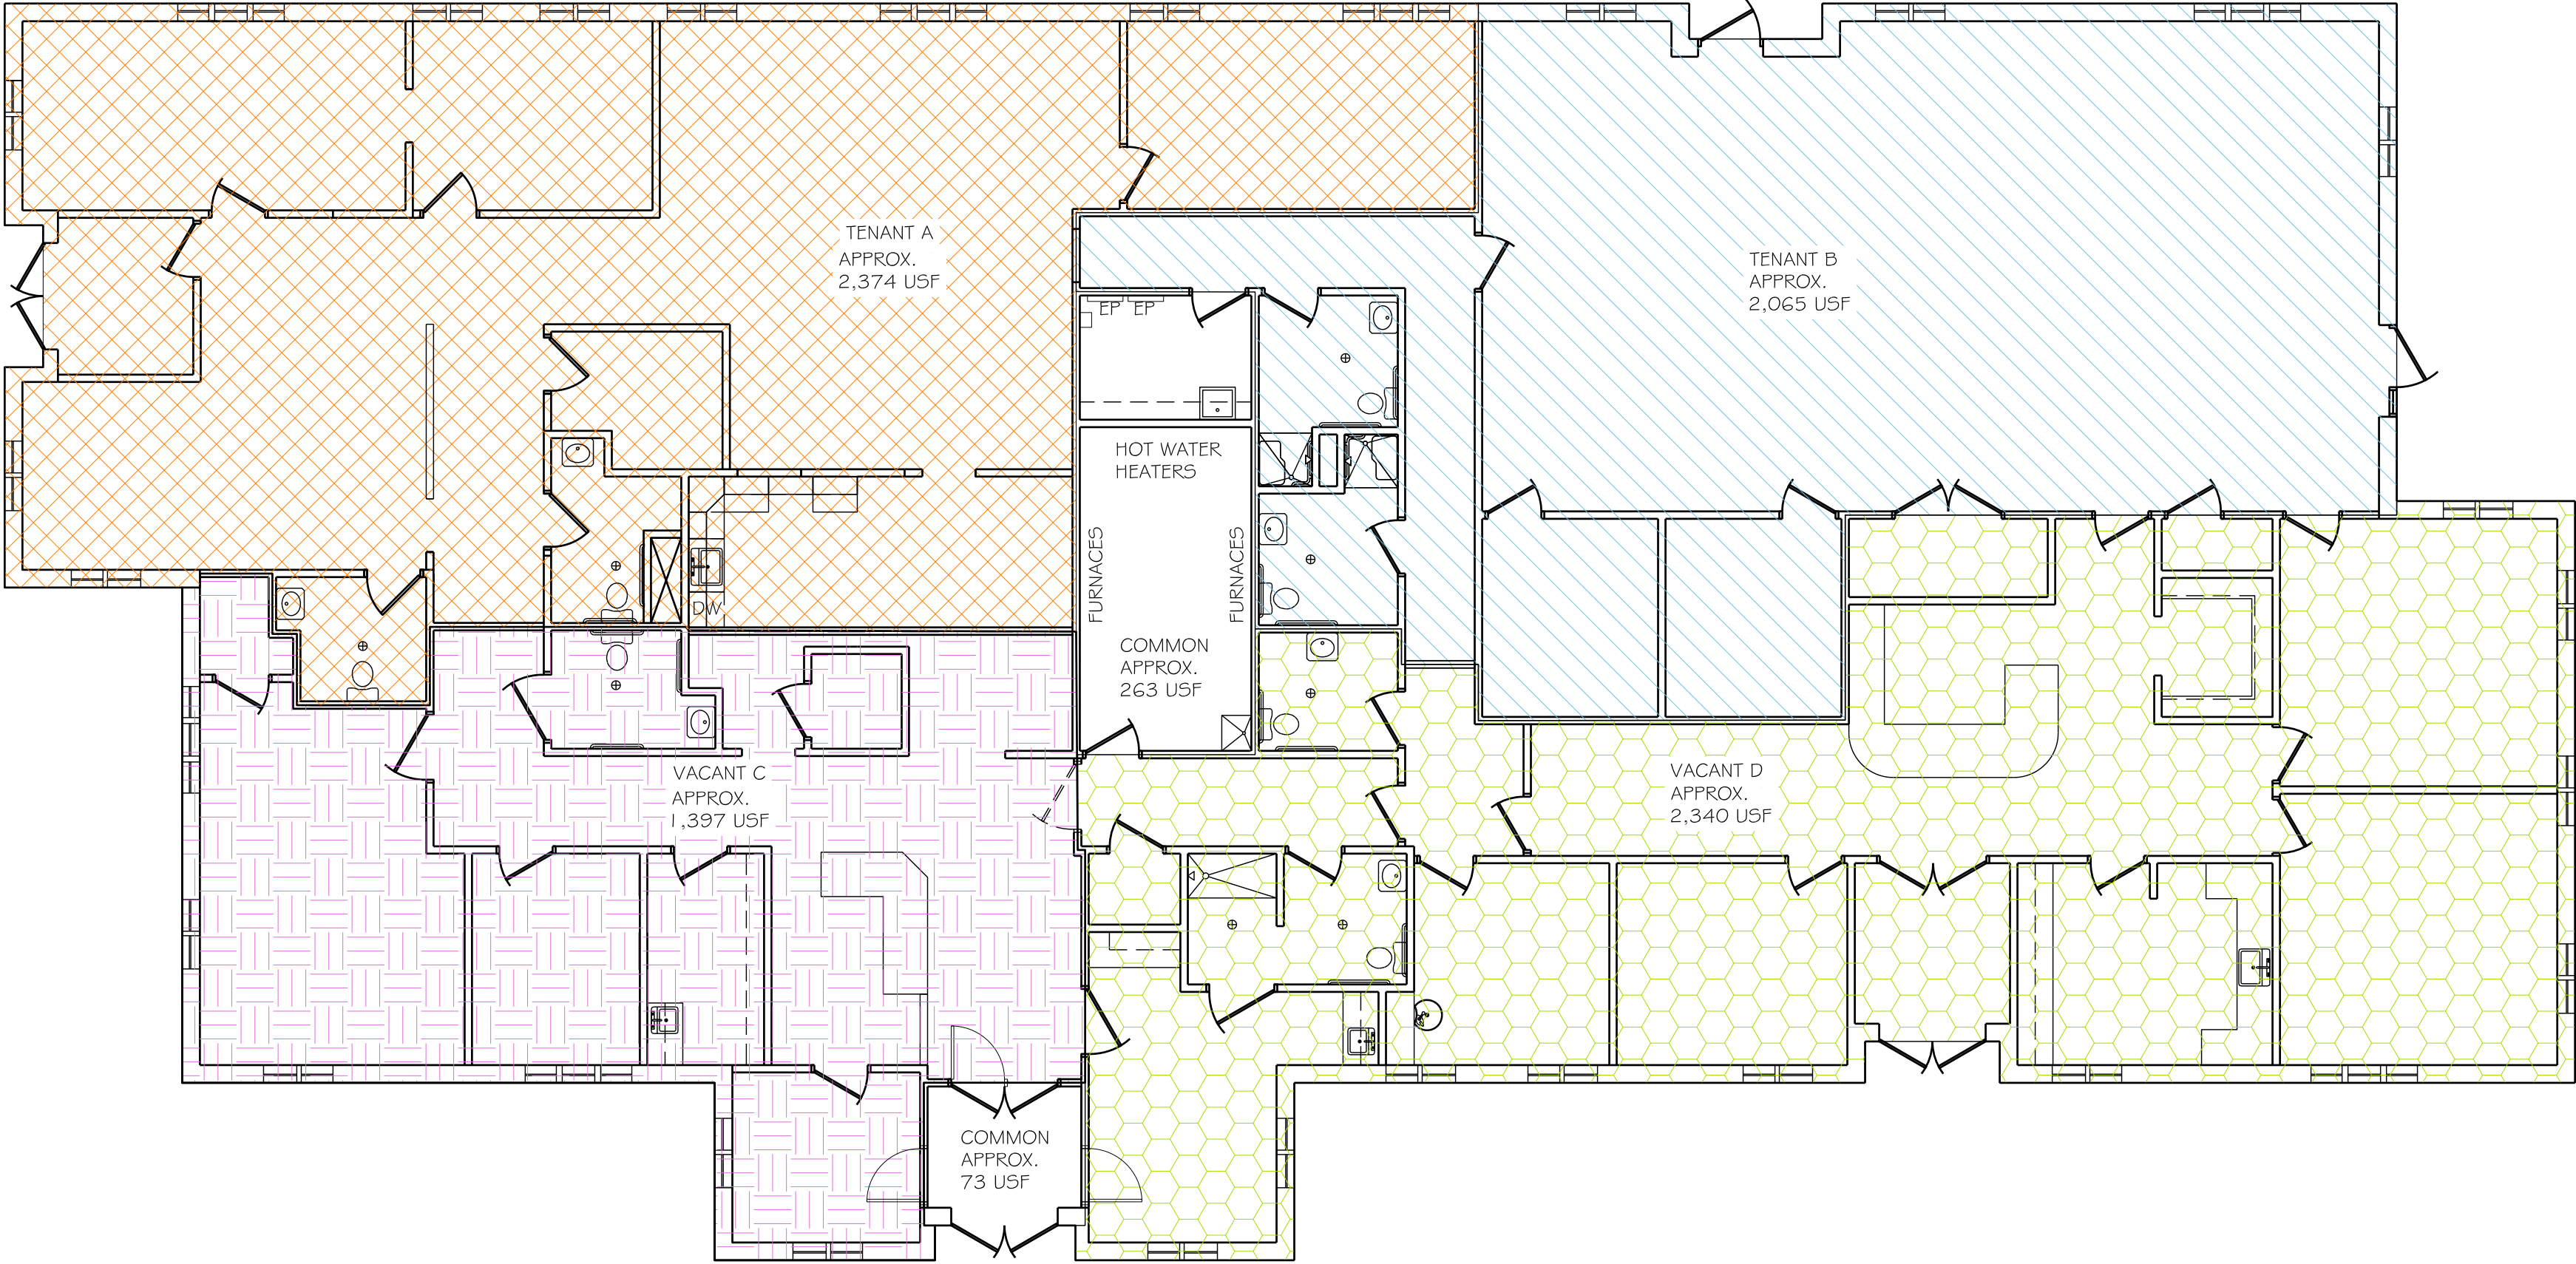 TENANT A
APPROX.
2,374 USF
TENANT B
APPROX.
2,065 USF
EP EP
HOT WATER
HEATERS
FURNACES
FURNACES
DW
COMMON
APPROX.
263 USF
VACANT C
APPROX.
1,397 USF
VACANT D
APPROX.
2,340 USF
COMMON
APPROX.
73 USF